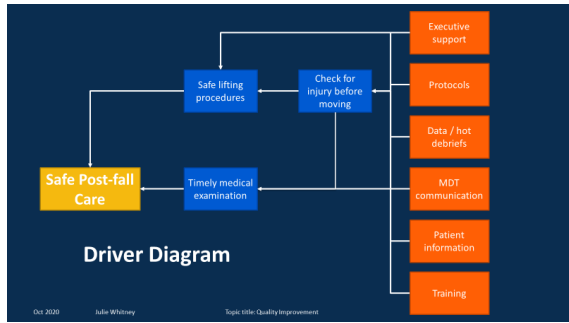 Executive
support
Safe lifting
procedures
Check for
injury before
moving
Protocols
Data / hot
debriefs
Safe Post-fall
Care
Timely medical
examination
MDT
communication
Patient
information
Driver Diagram
Training
Oct 2020
Julie Whitney
Topic title: Quality Improvement